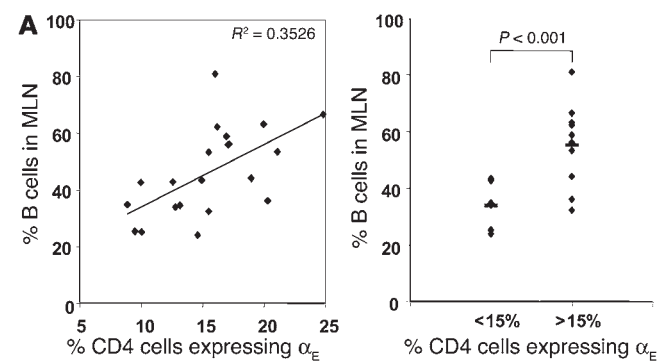 A
R² = 0.3526
% B cells in MLN
100
80
60
40
20
0
5
10
15
20
25
% CD4 cells expressing αE
P < 0.001
% B cells in MLN
100
80
60
40
20
0
<15%
>15%
% CD4 cells expressing αE